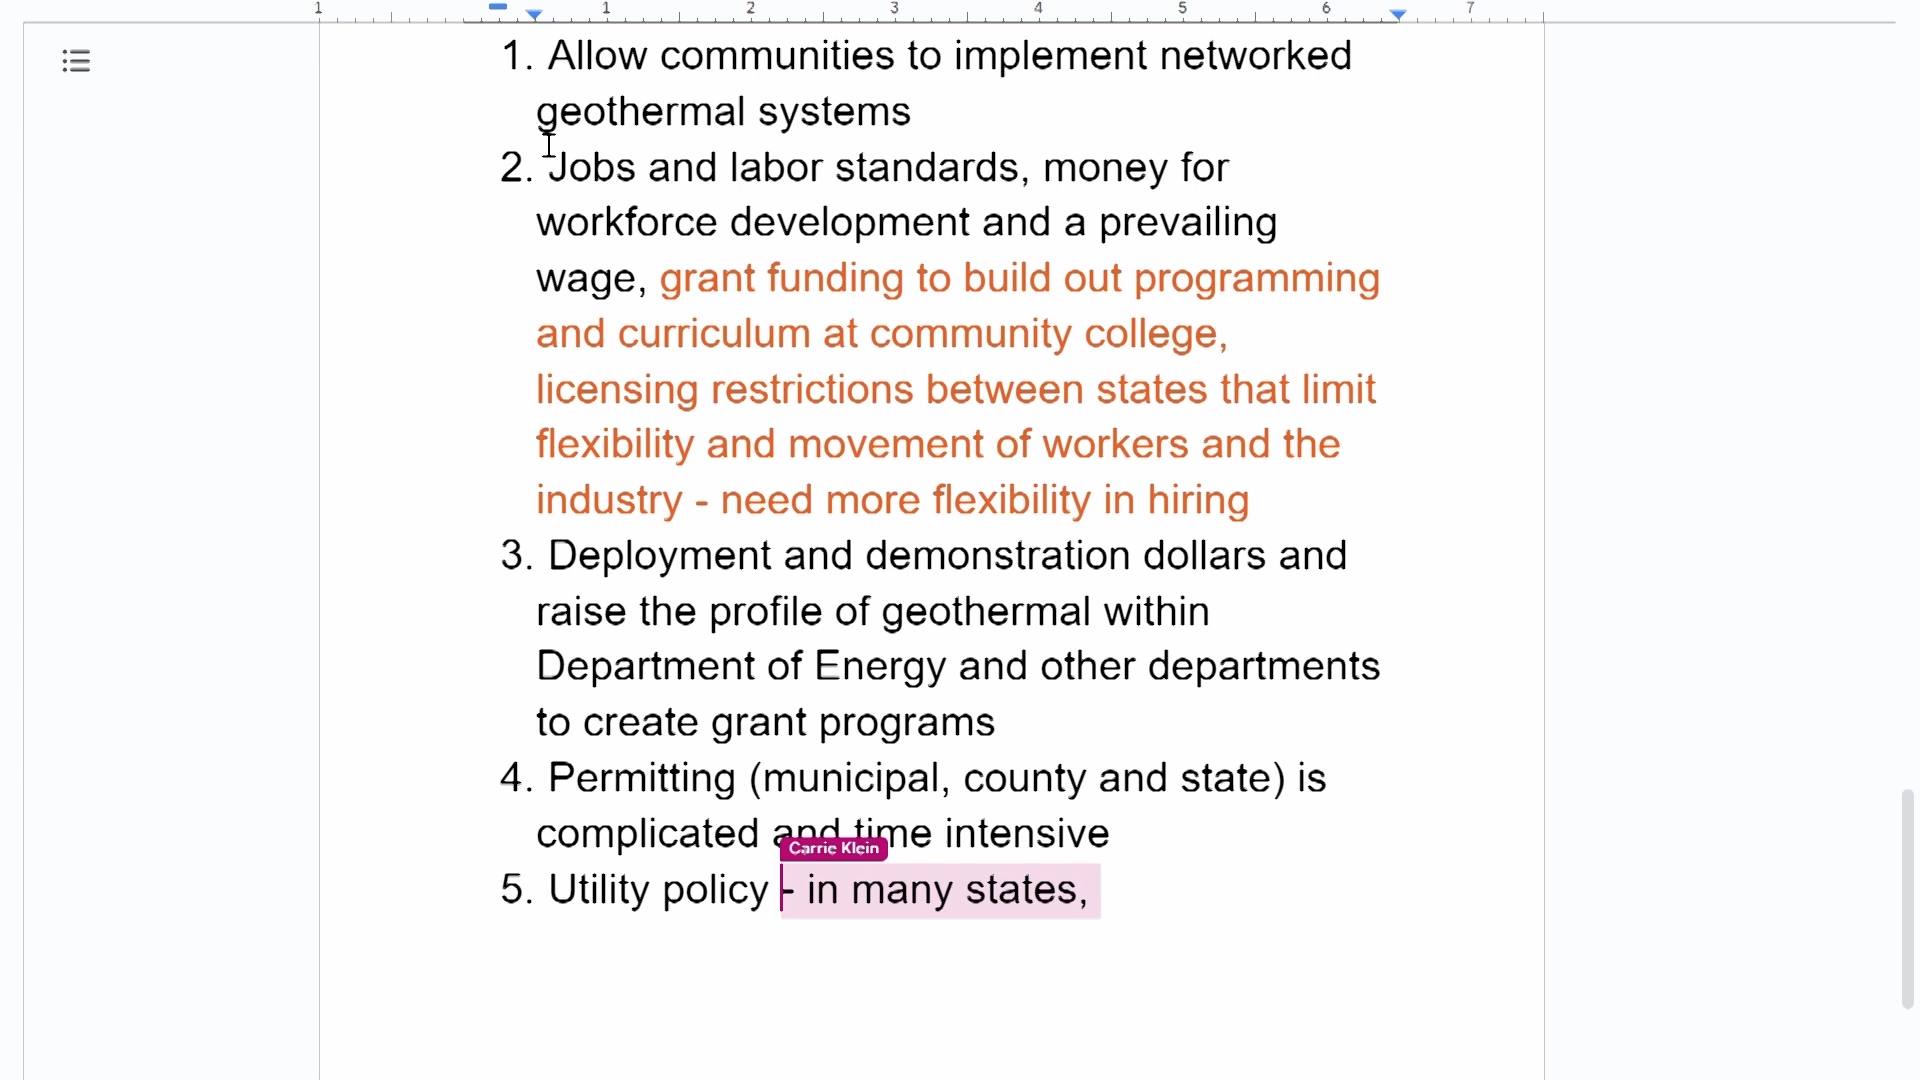 1 1 2 3 4 5 6 7
1. Allow communities to implement networked
geothermal systems
2. Jobs and labor standards, money for
workforce development and a prevailing
wage, grant funding to build out programming
and curriculum at community college,
licensing restrictions between states that limit
flexibility and movement of workers and the
industry - need more flexibility in hiring
3. Deployment and demonstration dollars and
raise the profile of geothermal within
Department of Energy and other departments
to create grant programs
4. Permitting (municipal, county and state) is
complicated and time intensive
Carrie Klein
5. Utility policy - in many states,